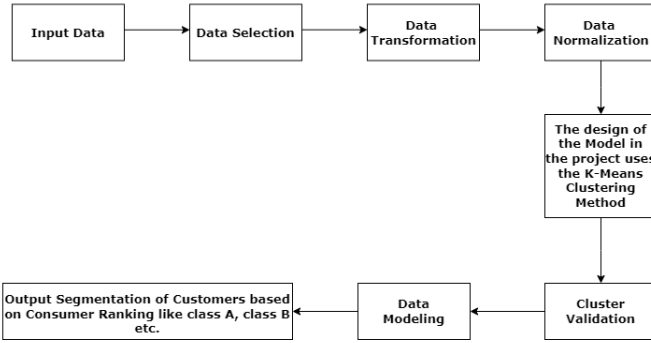 Input Data
Data Selection
Data
Transformation
Data
Normalization
The design of
the Model in
the project uses
the K-Means
Clustering
Method
Cluster
Validation
Data
Modeling
Output Segmentation of Customers based
on Consumer Ranking like class A, class B
etc.